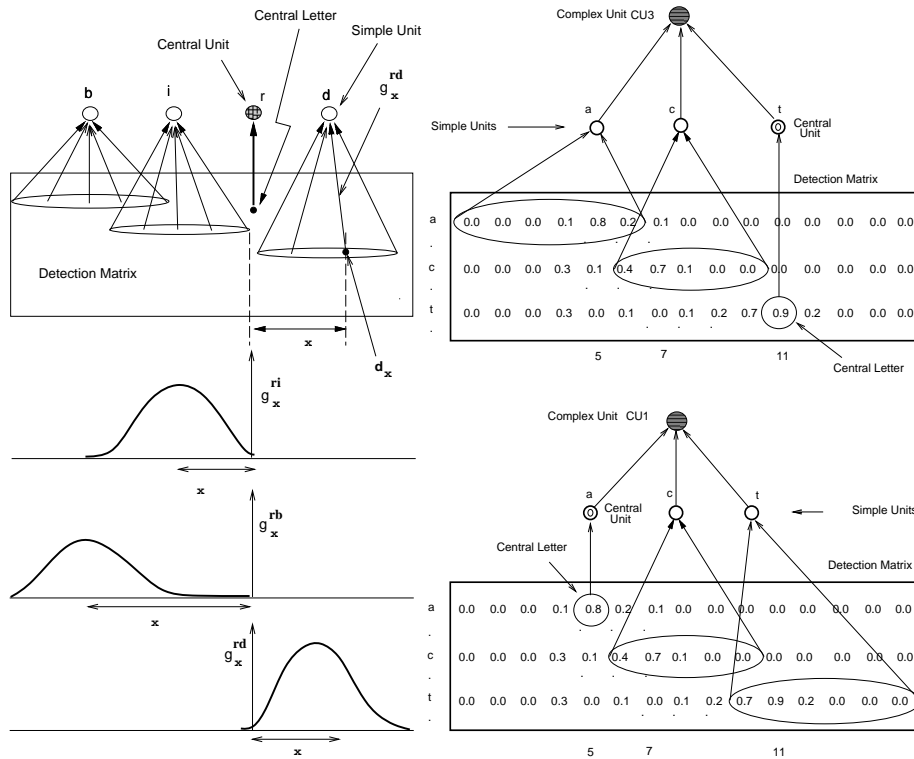 Central Letter
Central Unit
Simple Unit
b
i
r
d
g x rd
Detection Matrix
x
d x
g x ri
x
g x rb
x
g x rd
x
Complex Unit CU3
a
c
t
Simple Units
Central
Unit
Detection Matrix
a 0.0 0.0 0.0 0.1 0.8 0.2 0.1 0.0 0.0 0.0 0.0 0.0 0.0 0.0
. . . .
c 0.0 0.0 0.0 0.3 0.1 0.4 0.7 0.1 0.0 0.0 0.0 0.0 0.0 0.0 0.0
. . . .
t 0.0 0.0 0.0 0.3 0.0 0.1 0.0 0.1 0.2 0.7 0.9 0.2 0.0 0.0 0.0
. . . .
5 7 11
Central Letter
Complex Unit CU1
a
c
t
Central
Unit
Simple Units
Central Letter
Detection Matrix
a 0.0 0.0 0.0 0.1 0.8 0.2 0.1 0.0 0.0 0.0 0.0 0.0 0.0 0.0
. . . .
c 0.0 0.0 0.0 0.3 0.1 0.4 0.7 0.1 0.0 0.0 0.0 0.0 0.0 0.0 0.0
. . . .
t 0.0 0.0 0.0 0.3 0.0 0.1 0.0 0.1 0.2 0.7 0.9 0.2 0.0 0.0 0.0
. . . .
5 7 11